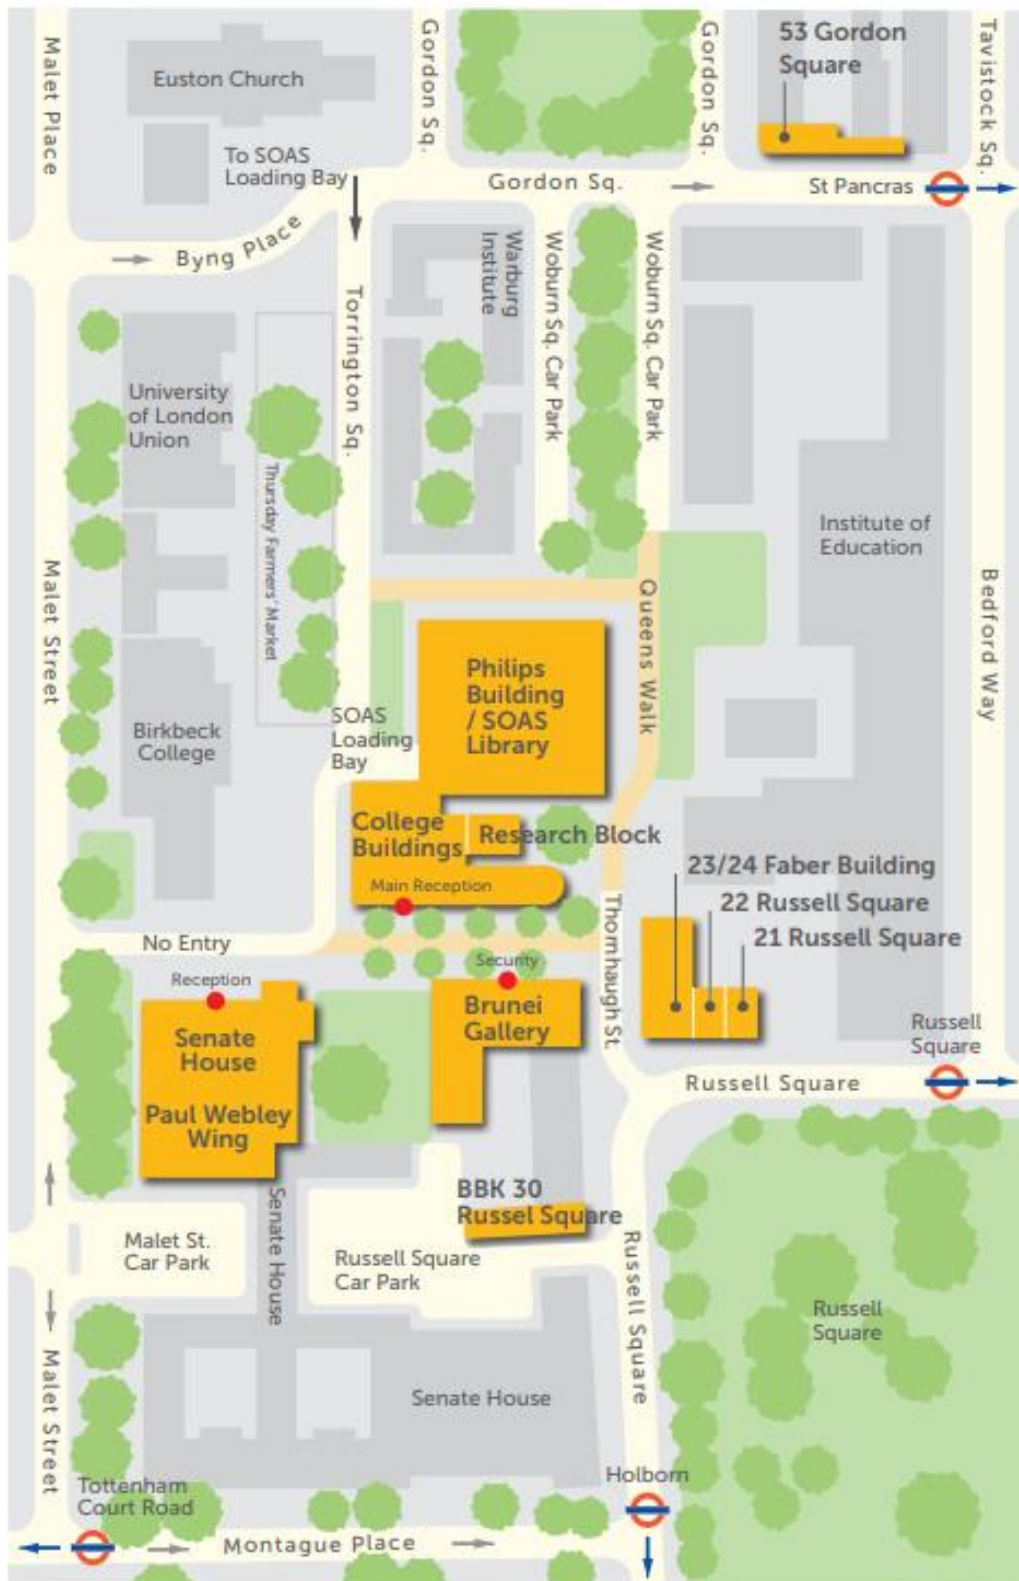 Malet Place
Euston Church
Gordon Sq.
Gordon Sq.
53 Gordon
Square
Tavistock Sq.
To SOAS
Loading Bay
Gordon Sq.
St Pancras
Byng Place
Torrington Sq.
Warburg
Institute
Woburn Sq. Car Park
Woburn Sq. Car Park
University
of London
Union
Thursday Farmers' Market
Institute of
Education
Malet Street
Queens Walk
Bedford Way
Philips
Building
/ SOAS
Library
SOAS
Loading
Bay
Birkbeck
College
College
Buildings
Research Block
23/24 Faber Building
22 Russell Square
21 Russell Square
Main Reception
No Entry
Thornhaugh St.
Reception
Security
Senate
House
Paul Webley
Wing
Brunei
Gallery
Russell
Square
Russell Square
BBK 30
Russel Square
Malet St.
Car Park
Senate House
Russell Square
Car Park
Russell Square
Russell
Square
Malet Street
Senate House
Tottenham
Court Road
Holborn
Montague Place